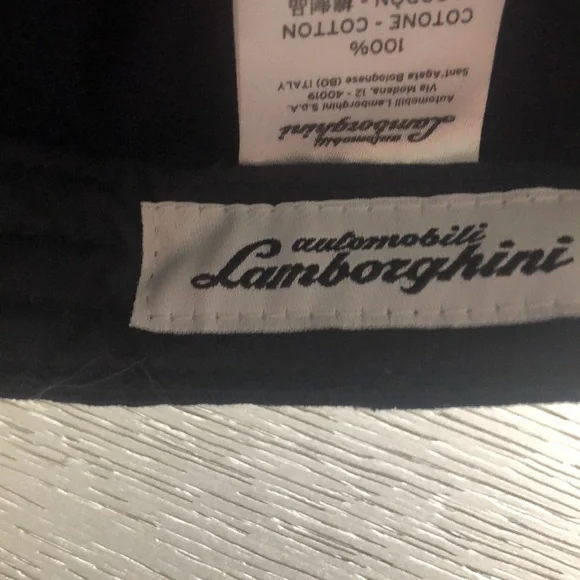 automobili
Lamborghini
Automobili Lamborghini S.p.A.
Via Modena, 12 - 40019
Sant'Agata Bolognese (BO) ITALY
100%
COTONE - COTTON
automobili
Lamborghini